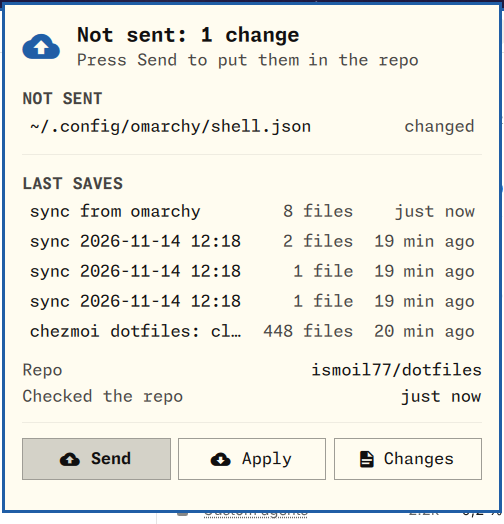 Not sent: 1 change
Press Send to put them in the repo
NOT SENT
~/.config/omarchy/shell.json changed
LAST SAVES
sync from omarchy 8 files just now
sync 2026-11-14 12:18 2 files 19 min ago
sync 2026-11-14 12:18 1 file 19 min ago
sync 2026-11-14 12:18 1 file 19 min ago
chezmoi dotfiles: cl… 448 files 20 min ago
Repo ismoil77/dotfiles
Checked the repo just now
Send Apply Changes